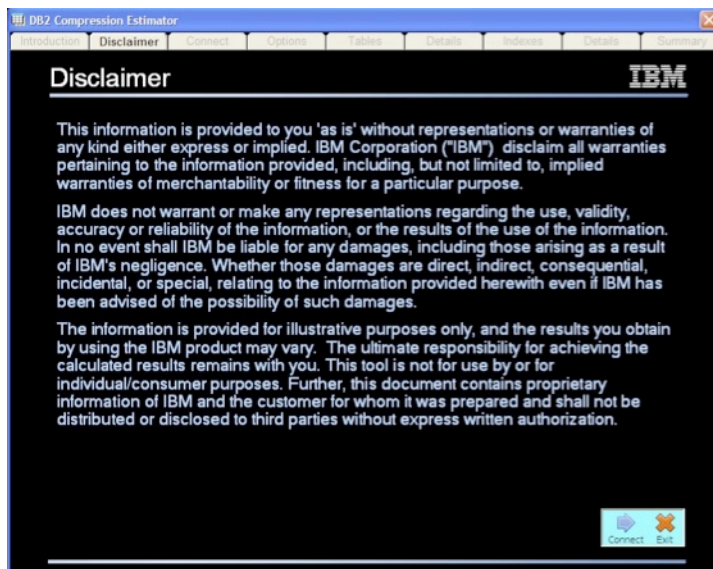 DB2 Compression Estimator
Introduction Disclaimer Connect Options Tables Details Indexes Details Summary
Disclaimer IBM
This information is provided to you 'as is' without representations or warranties of
any kind either express or implied. IBM Corporation ("IBM") disclaim all warranties
pertaining to the information provided, including, but not limited to, implied
warranties of merchantability or fitness for a particular purpose.
IBM does not warrant or make any representations regarding the use, validity,
accuracy or reliability of the information, or the results of the use of the information.
In no event shall IBM be liable for any damages, including those arising as a result
of IBM's negligence. Whether those damages are direct, indirect, consequential,
incidental, or special, relating to the information provided herewith even if IBM has
been advised of the possibility of such damages.
The information is provided for illustrative purposes only, and the results you obtain
by using the IBM product may vary. The ultimate responsibility for achieving the
calculated results remains with you. This tool is not for use by or for
individual/consumer purposes. Further, this document contains proprietary
information of IBM and the customer for whom it was prepared and shall not be
distributed or disclosed to third parties without express written authorization.
Connect Exit